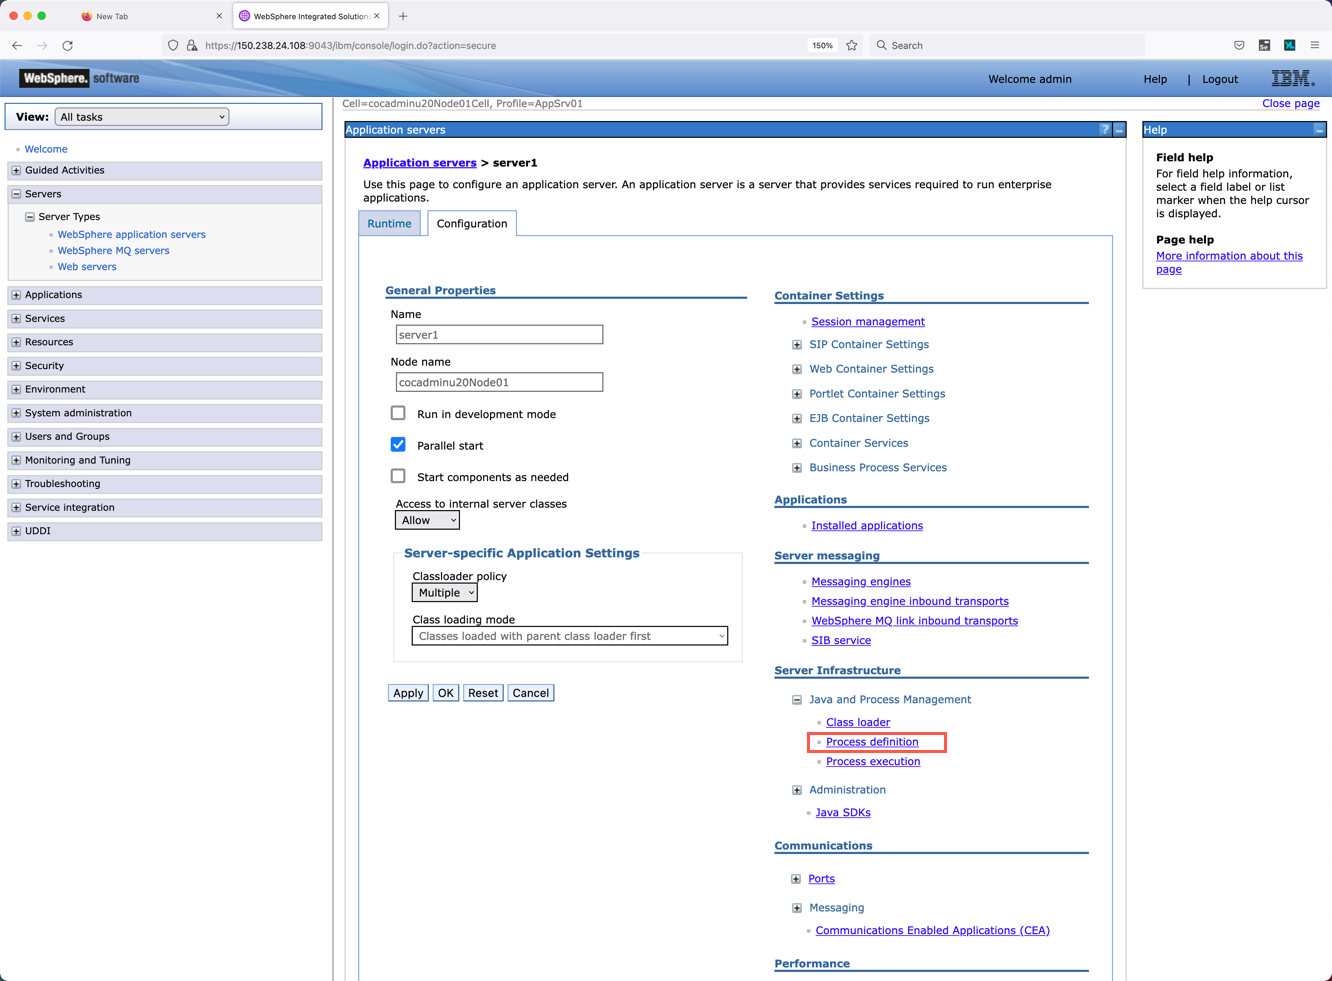 New Tab
WebSphere Integrated Solutions
https://150.238.24.108:9043/ibm/console/login.do?action=secure
150%
Search
WebSphere. software
Welcome admin
Help | Logout
IBM.
View: All tasks
Welcome
Guided Activities
Servers
Server Types
WebSphere application servers
WebSphere MQ servers
Web servers
Applications
Services
Resources
Security
Environment
System administration
Users and Groups
Monitoring and Tuning
Troubleshooting
Service integration
UDDI
Cell=cocadminu20Node01Cell, Profile=AppSrv01
Close page
Application servers
?
Application servers > server1
Use this page to configure an application server. An application server is a server that provides services required to run enterprise
applications.
Runtime
Configuration
General Properties
Name
server1
Node name
cocadminu20Node01
Run in development mode
Parallel start
Start components as needed
Access to internal server classes
Allow
Server-specific Application Settings
Classloader policy
Multiple
Class loading mode
Classes loaded with parent class loader first
Apply OK Reset Cancel
Container Settings
Session management
SIP Container Settings
Web Container Settings
Portlet Container Settings
EJB Container Settings
Container Services
Business Process Services
Applications
Installed applications
Server messaging
Messaging engines
Messaging engine inbound transports
WebSphere MQ link inbound transports
SIB service
Server Infrastructure
Java and Process Management
Class loader
Process definition
Process execution
Administration
Java SDKs
Communications
Ports
Messaging
Communications Enabled Applications (CEA)
Performance
Help
Field help
For field help information,
select a field label or list
marker when the help cursor
is displayed.
Page help
More information about this
page